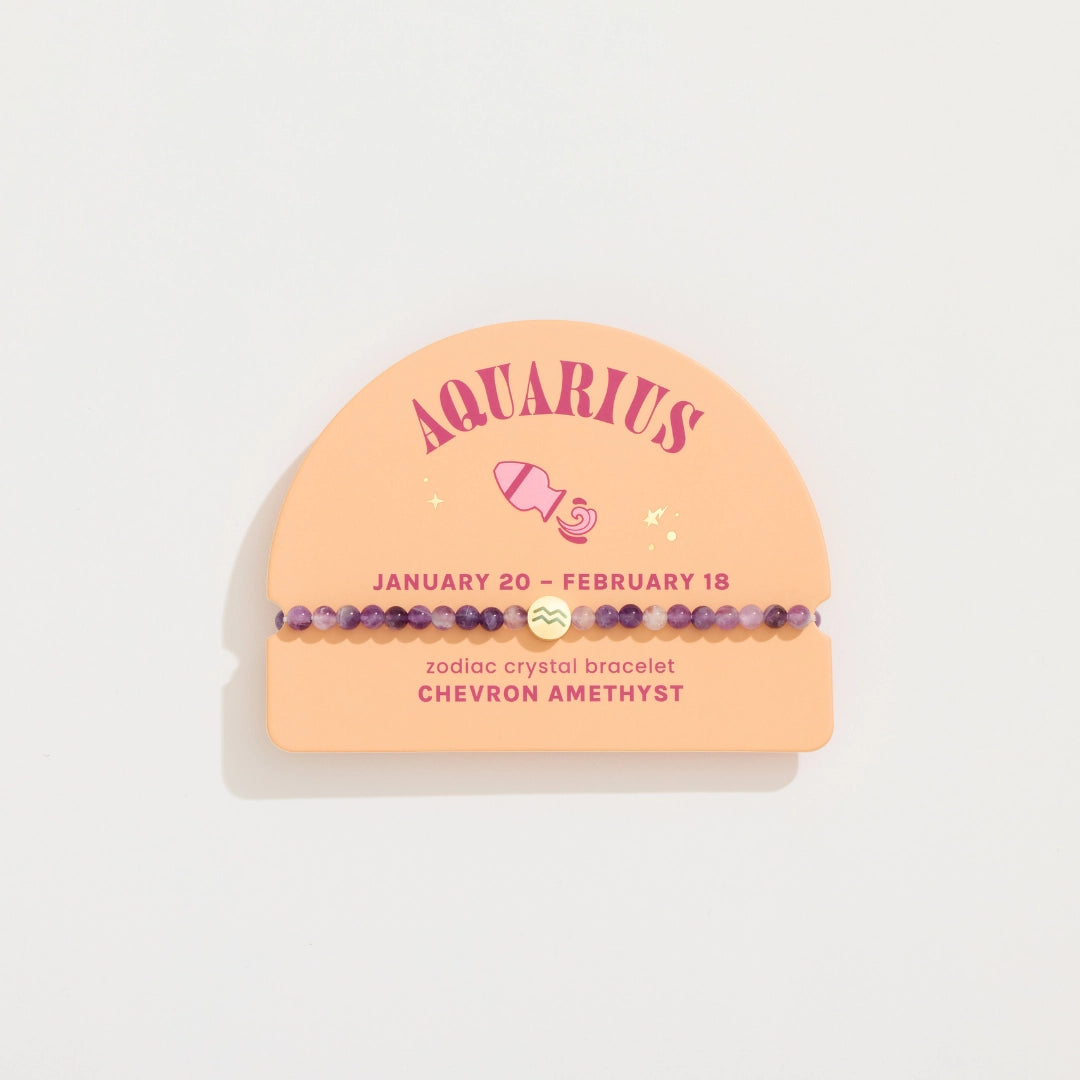 AQUARIUS
JANUARY 20 – FEBRUARY 18
zodiac crystal bracelet
CHEVRON AMETHYST